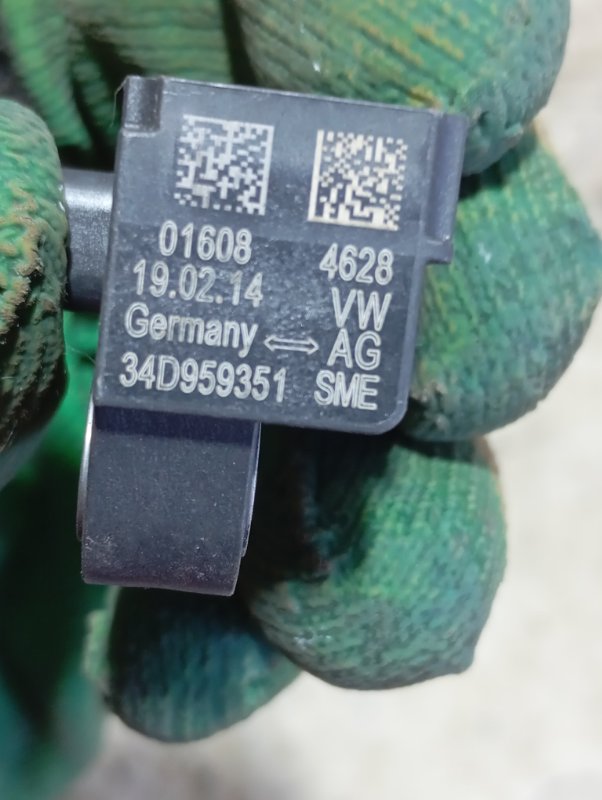 01608 4628
19.02.14 VW
Germany ⇔ AG
34D959351 SME